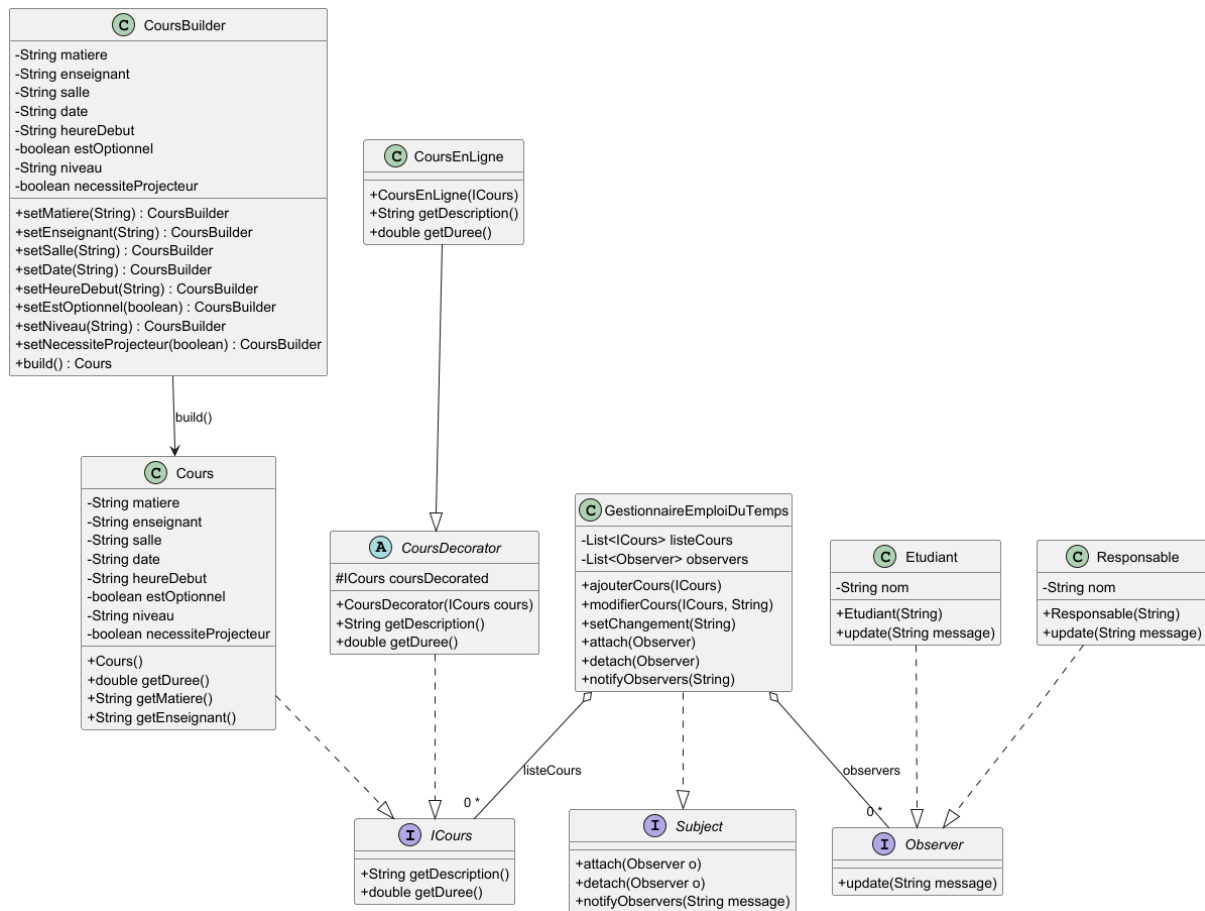 C CoursBuilder
-String matiere
-String enseignant
-String salle
-String date
-String heureDebut
-boolean estOptionnel
-String niveau
-boolean necessiteProjecteur
+setMatiere(String) : CoursBuilder
+setEnseignant(String) : CoursBuilder
+setSalle(String) : CoursBuilder
+setDate(String) : CoursBuilder
+setHeureDebut(String) : CoursBuilder
+setEstOptionnel(boolean) : CoursBuilder
+setNiveau(String) : CoursBuilder
+setNecessiteProjecteur(boolean) : CoursBuilder
+build() : Cours
C CoursEnLigne
+CoursEnLigne(ICours)
+String getDescription()
+double getDuree()
build()
C Cours
-String matiere
-String enseignant
-String salle
-String date
-String heureDebut
-boolean estOptionnel
-String niveau
-boolean necessiteProjecteur
+Cours()
+double getDuree()
+String getMatiere()
+String getEnseignant()
A CoursDecorator
#ICours coursDecorated
+CoursDecorator(ICours cours)
+String getDescription()
+double getDuree()
C GestionnaireEmploiDuTemps
-List<ICours> listeCours
-List<Observer> observers
+ajouterCours(ICours)
+modifierCours(ICours, String)
+setChangement(String)
+attach(Observer)
+detach(Observer)
+notifyObservers(String)
C Etudiant
-String nom
+Etudiant(String)
+update(String message)
C Responsable
-String nom
+Responsable(String)
+update(String message)
listeCours
0 *
observers
0 *
I ICours
+String getDescription()
+double getDuree()
I Subject
+attach(Observer o)
+detach(Observer o)
+notifyObservers(String message)
I Observer
+update(String message)